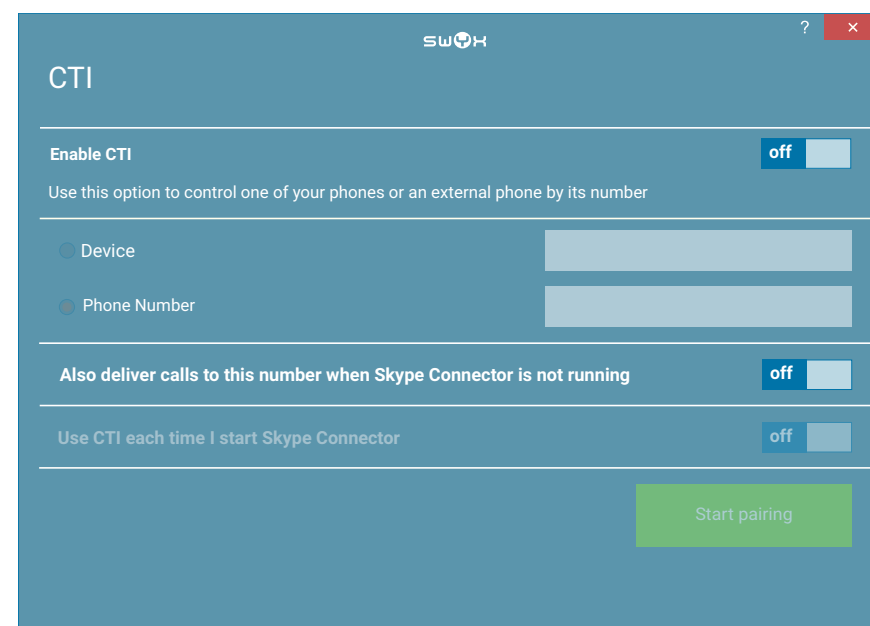 ? ×
swyx
CTI
Enable CTI off
Use this option to control one of your phones or an external phone by its number
Device
Phone Number
Also deliver calls to this number when Skype Connector is not running off
Use CTI each time I start Skype Connector off
Start pairing